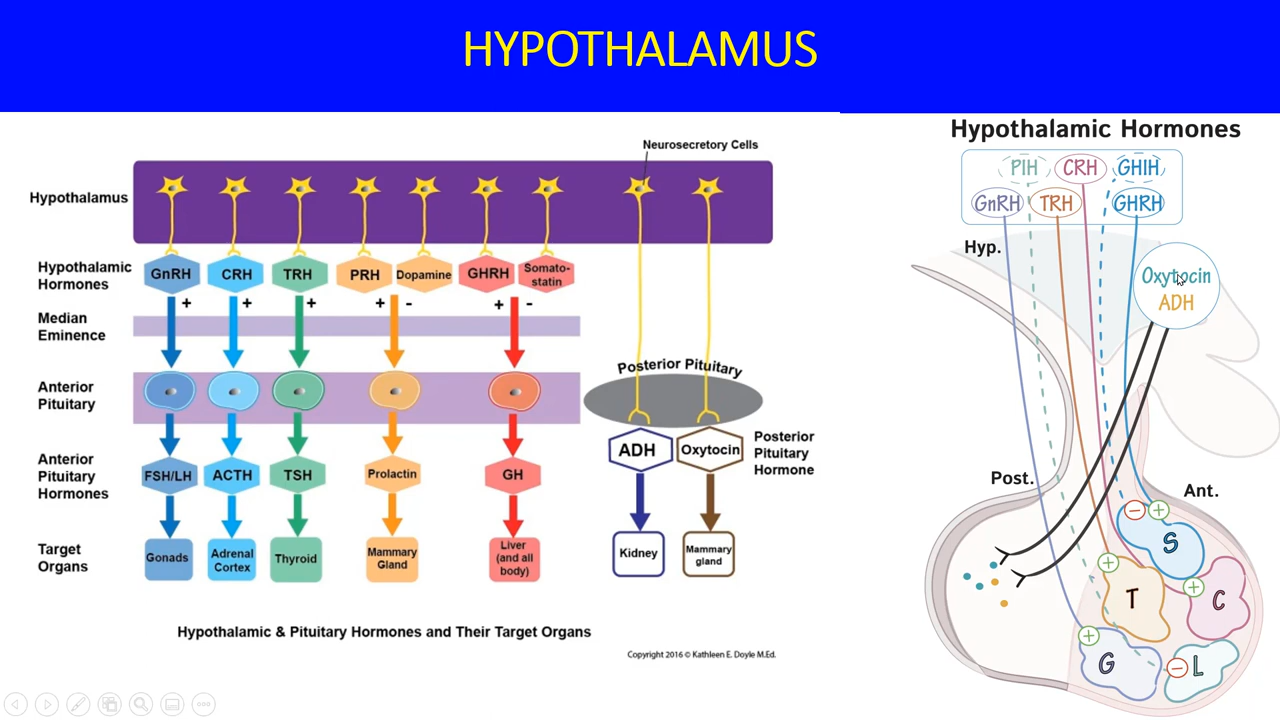 HYPOTHALAMUS
Neurosecretory Cells
Hypothalamus
Hypothalamic
Hormones
GnRH
CRH
TRH
PRH
Dopamine
GHRH
Somato-
statin
+
+
+
+
-
+
-
Median
Eminence
Posterior Pituitary
Anterior
Pituitary
Anterior
Pituitary
Hormones
FSH/LH
ACTH
TSH
Prolactin
GH
ADH
Oxytocin
Posterior
Pituitary
Hormone
Target
Organs
Gonads
Adrenal
Cortex
Thyroid
Mammary
Gland
Liver
(and all
body)
Kidney
Mammary
gland
Hypothalamic & Pituitary Hormones and Their Target Organs
Copyright 2016 © Kathleen E. Doyle M.Ed.
Hypothalamic Hormones
PIH
CRH
GHIH
GnRH
TRH
GHRH
Hyp.
Oxytocin
ADH
Post.
Ant.
−
+
S
+
T
+
C
+
G
−
L